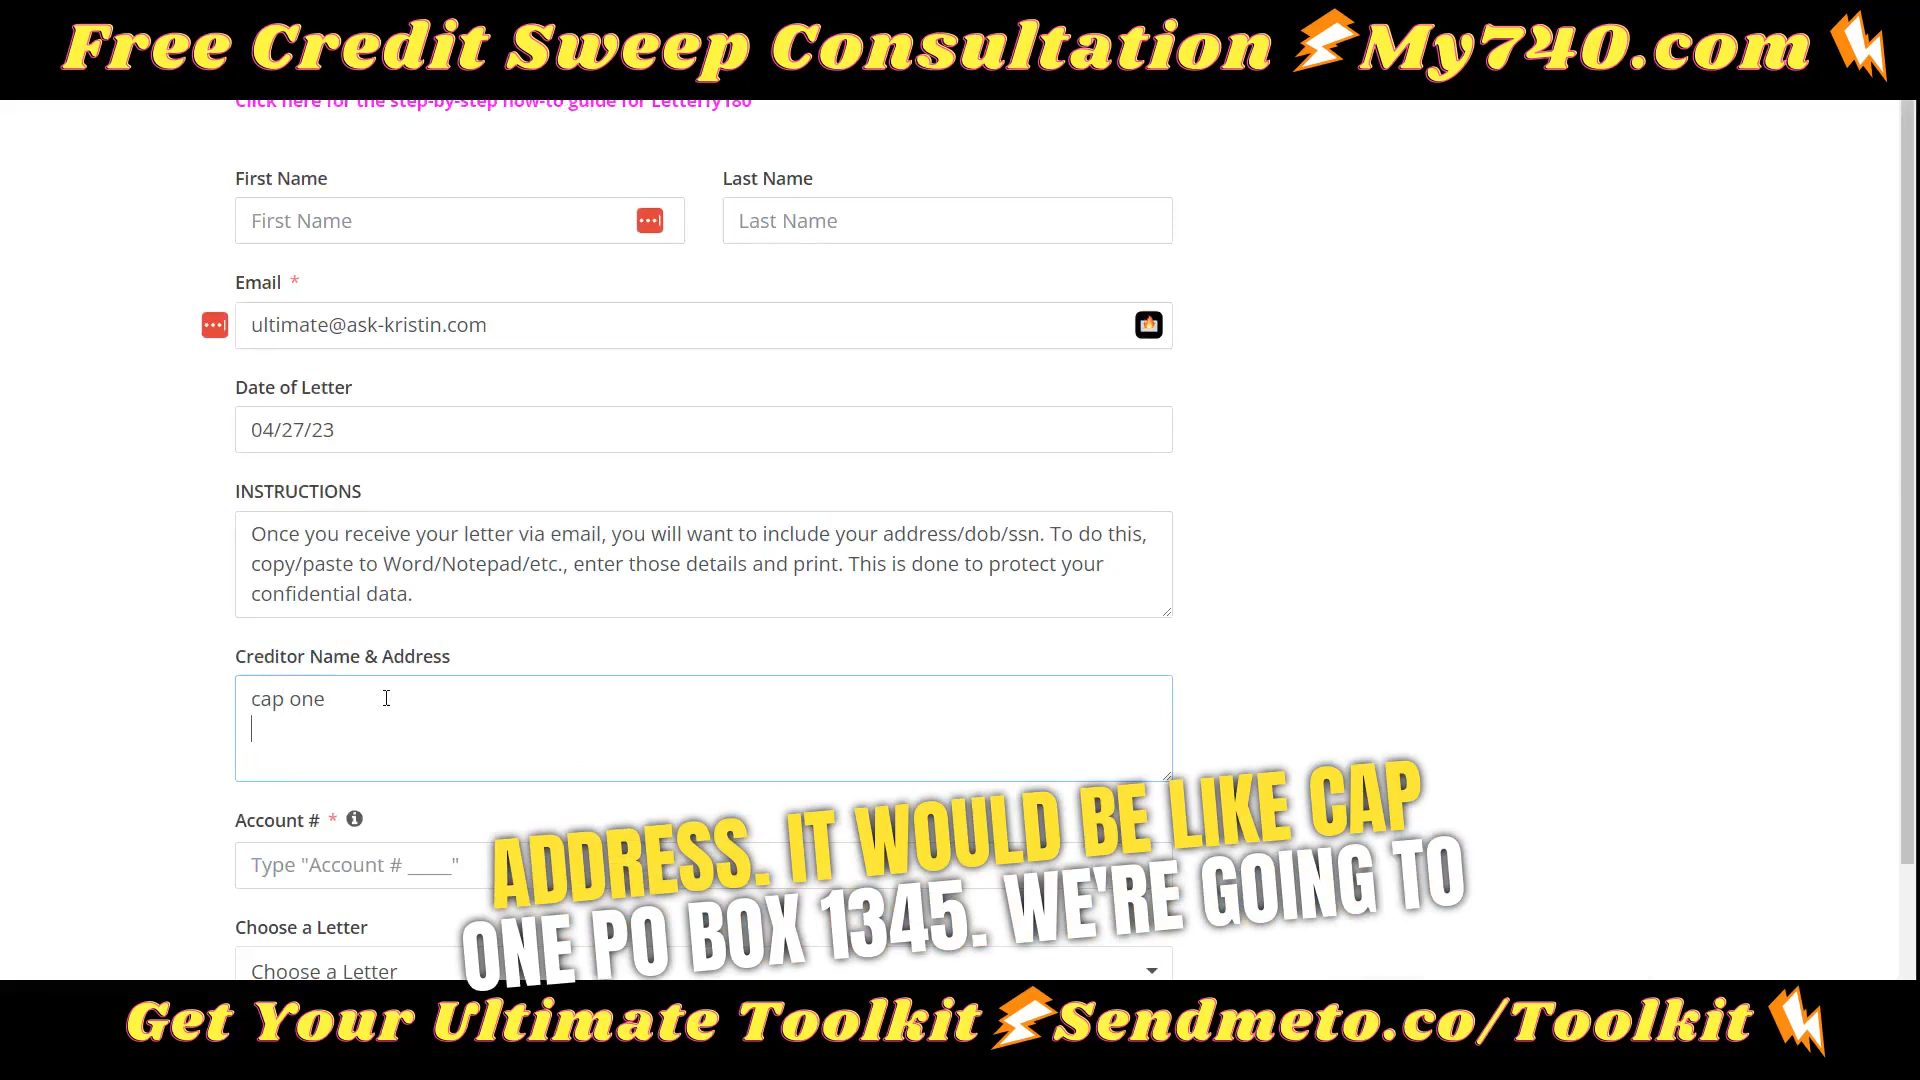 Free Credit Sweep Consultation My740.com
Click here for the step-by-step how-to guide for Letterfy180
First Name
Last Name
First Name
Last Name
Email *
ultimate@ask-kristin.com
Date of Letter
04/27/23
INSTRUCTIONS
Once you receive your letter via email, you will want to include your address/dob/ssn. To do this,
copy/paste to Word/Notepad/etc., enter those details and print. This is done to protect your
confidential data.
Creditor Name & Address
cap one
Account # *
Type "Account # ____"
ADDRESS. IT WOULD BE LIKE CAP
ONE PO BOX 1345. WE'RE GOING TO
Choose a Letter
Choose a Letter
Get Your Ultimate Toolkit Sendmeto.co/Toolkit